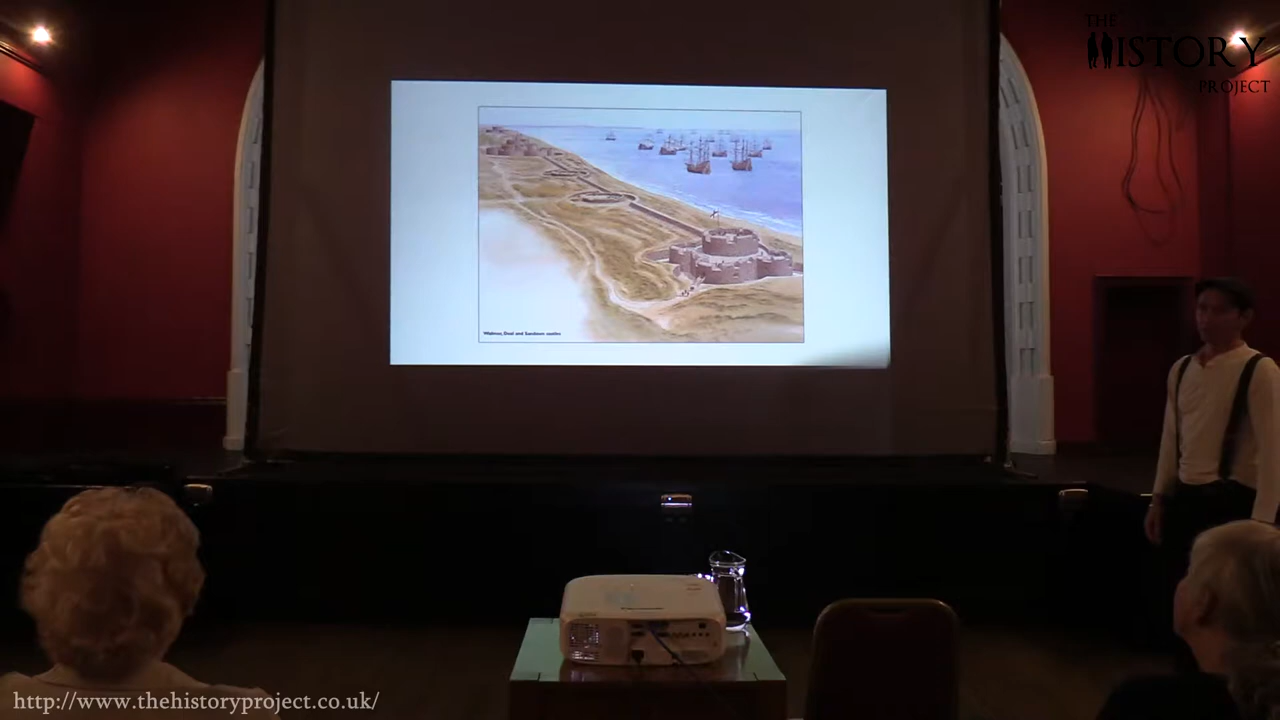 THE
HISTORY
PROJECT
Walmer, Deal and Sandown castles
http://www.thehistoryproject.co.uk/